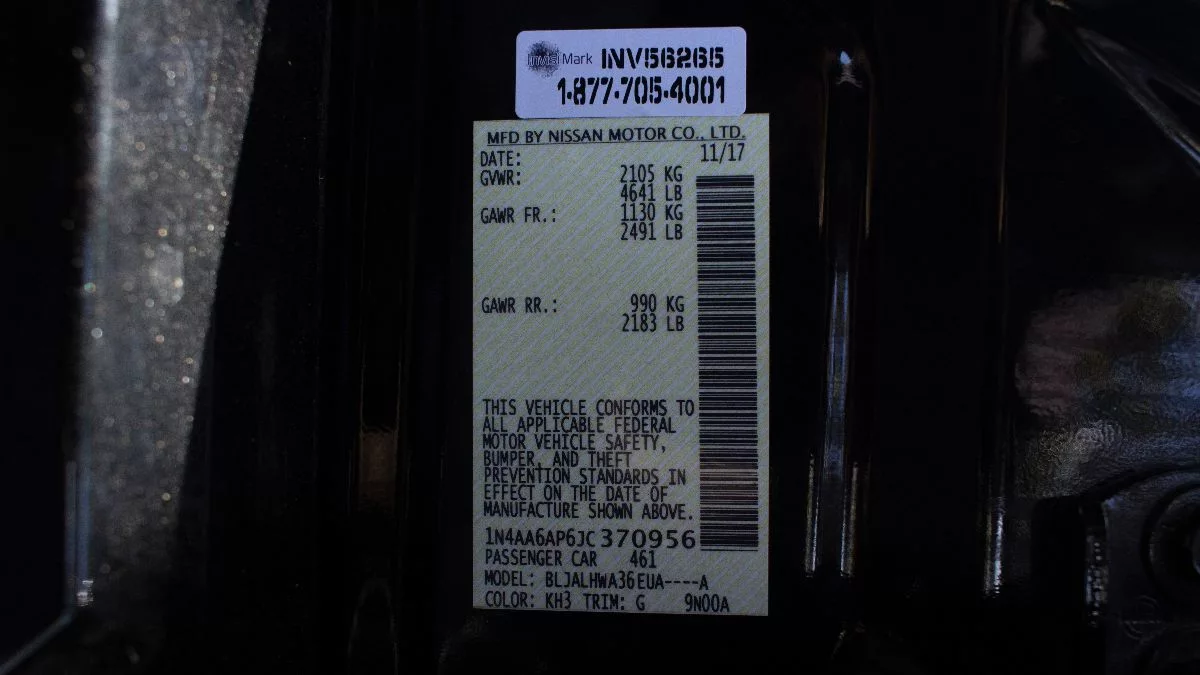 InVis Mark INV56265
1-877-705-4001
MFD BY NISSAN MOTOR CO., LTD.
DATE: 11/17
GVWR: 2105 KG
4641 LB
GAWR FR.: 1130 KG
2491 LB
GAWR RR.: 990 KG
2183 LB
THIS VEHICLE CONFORMS TO
ALL APPLICABLE FEDERAL
MOTOR VEHICLE SAFETY,
BUMPER, AND THEFT
PREVENTION STANDARDS IN
EFFECT ON THE DATE OF
MANUFACTURE SHOWN ABOVE.
1N4AA6AP6JC370956
PASSENGER CAR 461
MODEL: BLJALHWA36EUA----A
COLOR: KH3 TRIM: G 9N00A